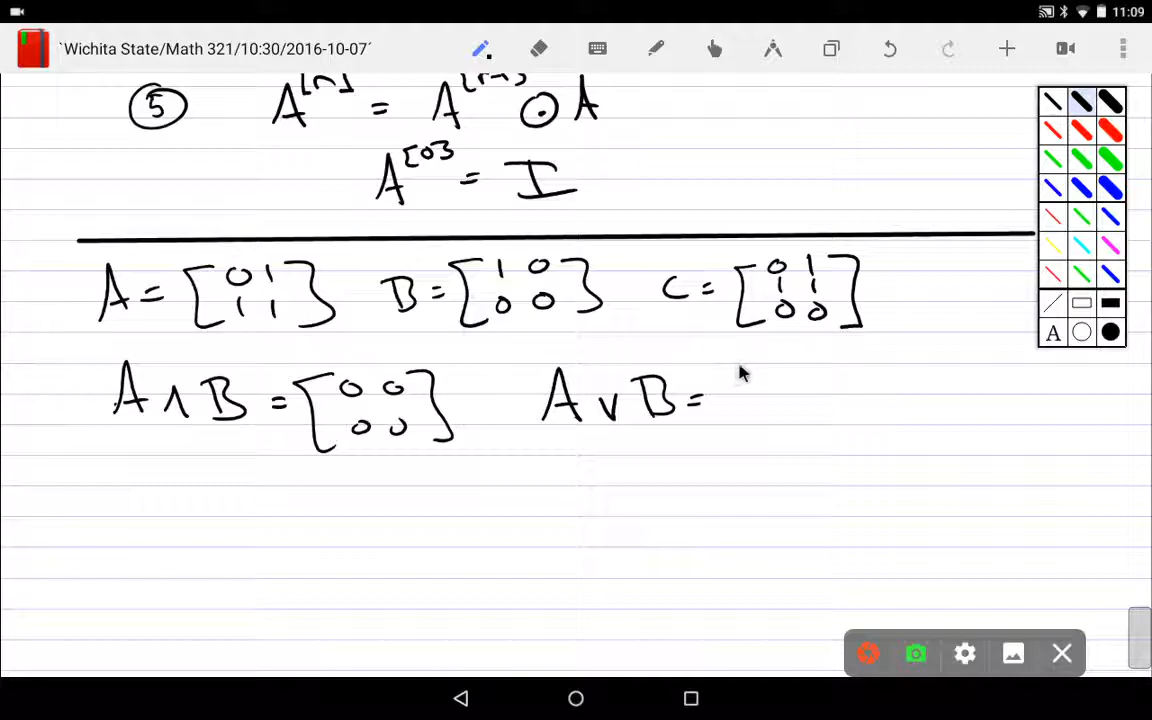 11:09
`Wichita State/Math 321/10:30/2016-10-07´
⑤ A^[n] = A ⊙ A
A^[0] = I
A = [0 1; 1 1] B = [1 0; 0 0] C = [0 1; 1 1; 0 0]
A ∧ B = [0 0; 0 0] A ∨ B =
A